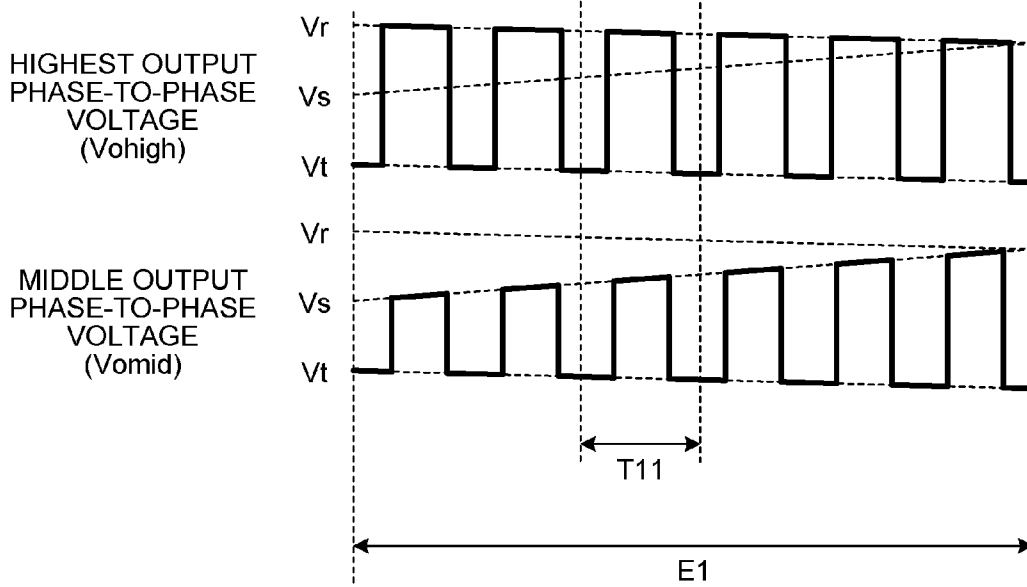 Vr
HIGHEST OUTPUT
PHASE-TO-PHASE
VOLTAGE
(Vohigh)
Vs
Vt
Vr
MIDDLE OUTPUT
PHASE-TO-PHASE
VOLTAGE
(Vomid)
Vs
Vt
T11
E1